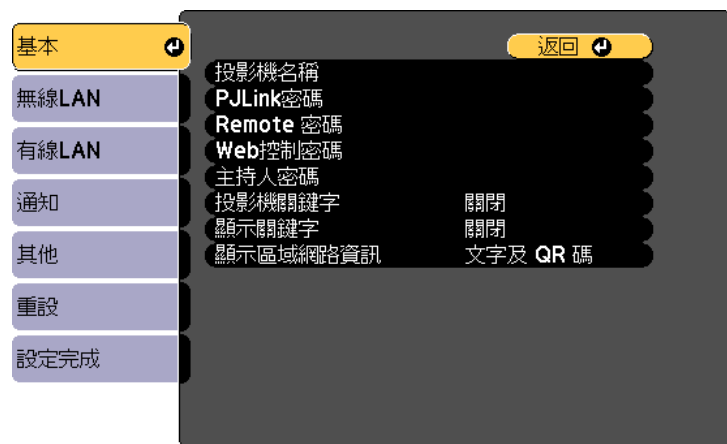 基本
無線LAN
有線LAN
通知
其他
重設
設定完成
返回
投影機名稱
PJLink密碼
Remote 密碼
Web控制密碼
主持人密碼
投影機關鍵字 關閉
顯示關鍵字 關閉
顯示區域網路資訊 文字及 QR 碼